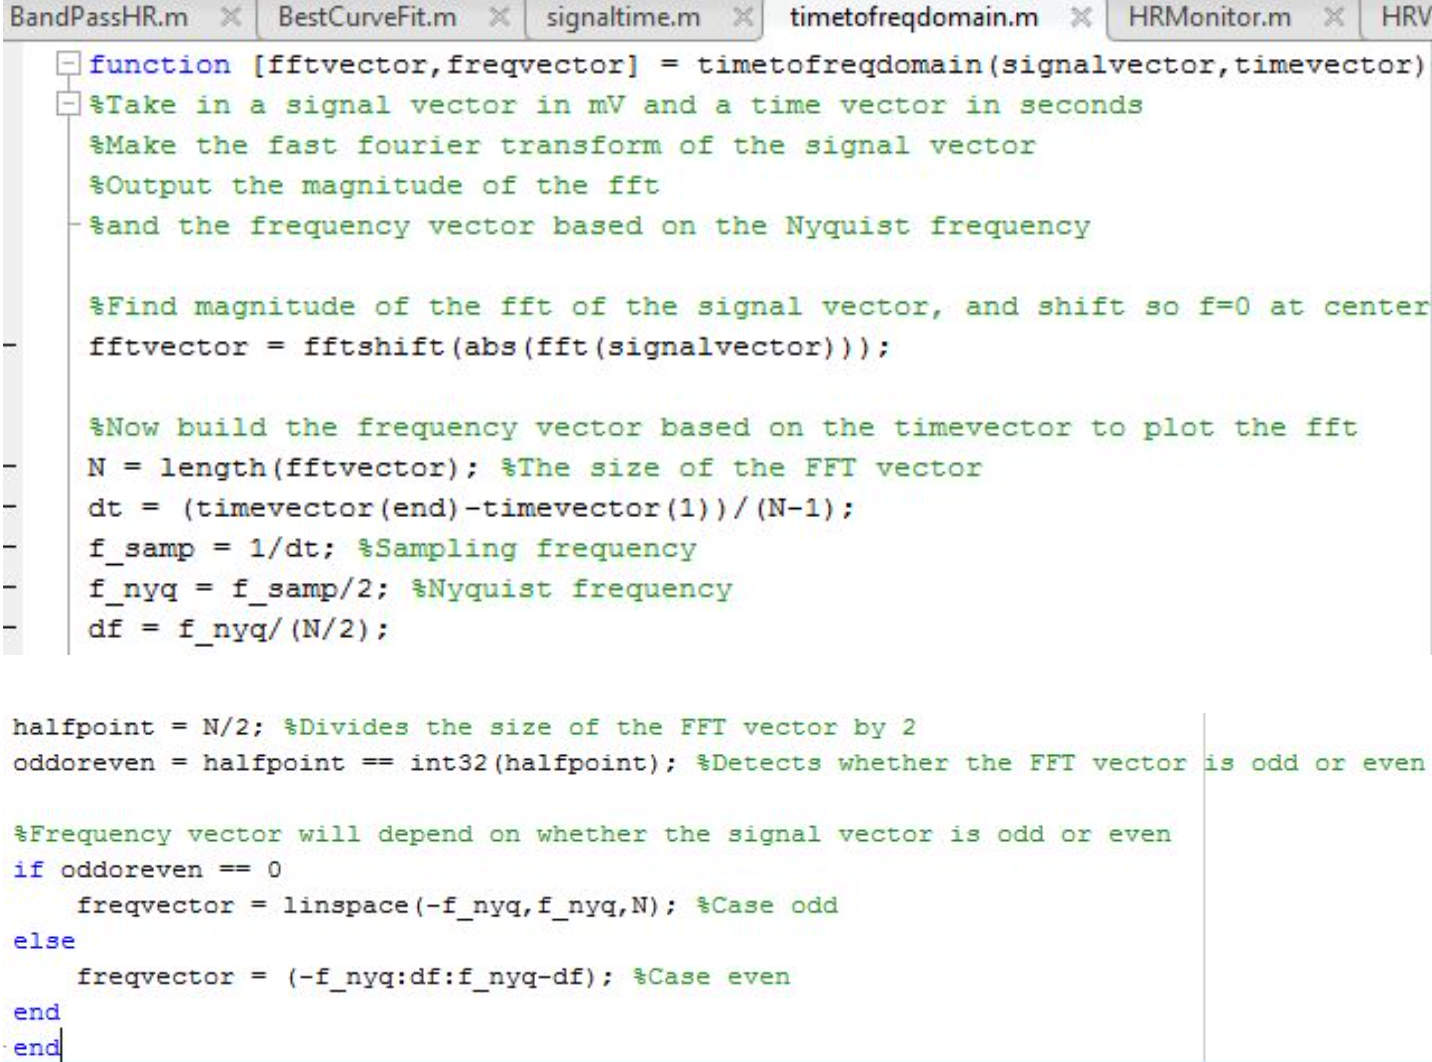 BandPassHR.m BestCurveFit.m signaltime.m timetofreqdomain.m HRMonitor.m HRV
function [fftvector,freqvector] = timetofreqdomain(signalvector,timevector)
%Take in a signal vector in mV and a time vector in seconds
%Make the fast fourier transform of the signal vector
%Output the magnitude of the fft
%and the frequency vector based on the Nyquist frequency
%Find magnitude of the fft of the signal vector, and shift so f=0 at center
fftvector = fftshift(abs(fft(signalvector)));
%Now build the frequency vector based on the timevector to plot the fft
N = length(fftvector); %The size of the FFT vector
dt = (timevector(end)-timevector(1))/(N-1);
f_samp = 1/dt; %Sampling frequency
f_nyq = f_samp/2; %Nyquist frequency
df = f_nyq/(N/2);
halfpoint = N/2; %Divides the size of the FFT vector by 2
oddoreven = halfpoint == int32(halfpoint); %Detects whether the FFT vector is odd or even
%Frequency vector will depend on whether the signal vector is odd or even
if oddoreven == 0
    freqvector = linspace(-f_nyq,f_nyq,N); %Case odd
else
    freqvector = (-f_nyq:df:f_nyq-df); %Case even
end
end